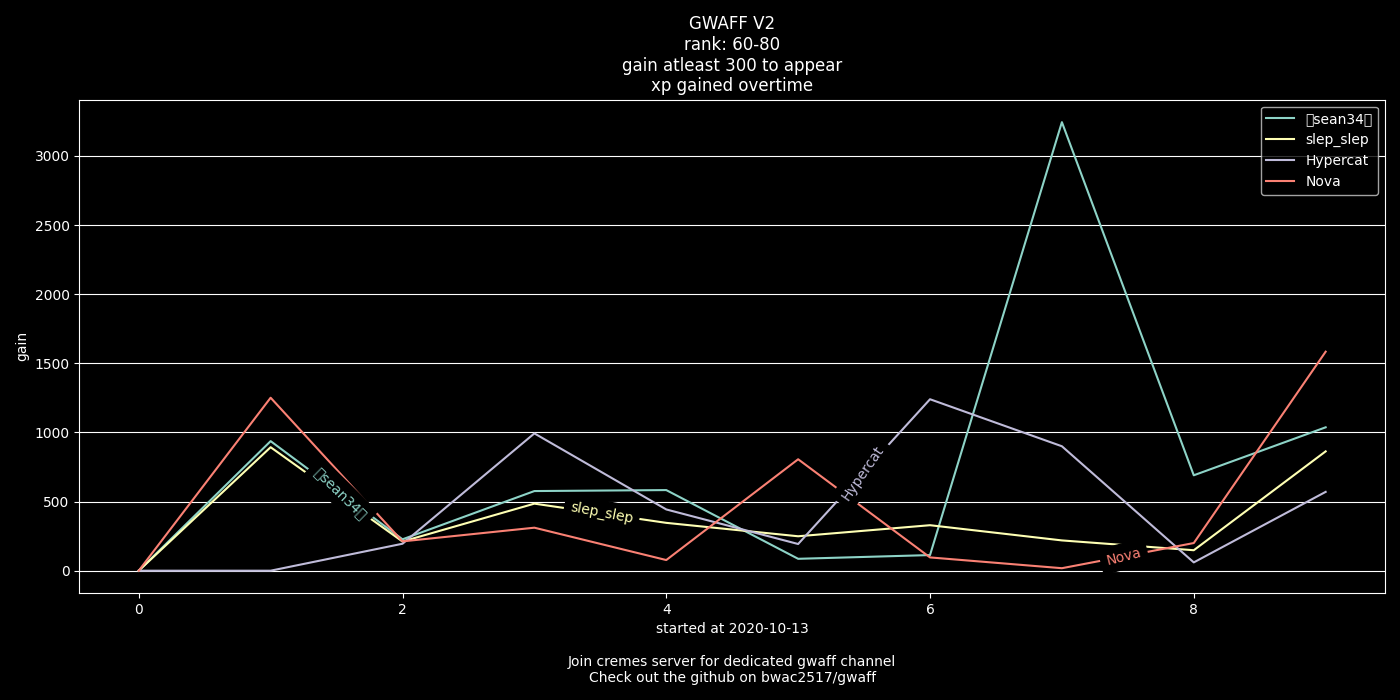 GWAFF V2
rank: 60-80
gain atleast 300 to appear
xp gained overtime
sean34
slep_slep
Hypercat
Nova
3000
2500
2000
1500
1000
500
0
gain
sean34
slep_slep
Hypercat
Nova
0 2 4 6 8
started at 2020-10-13
Join cremes server for dedicated gwaff channel
Check out the github on bwac2517/gwaff